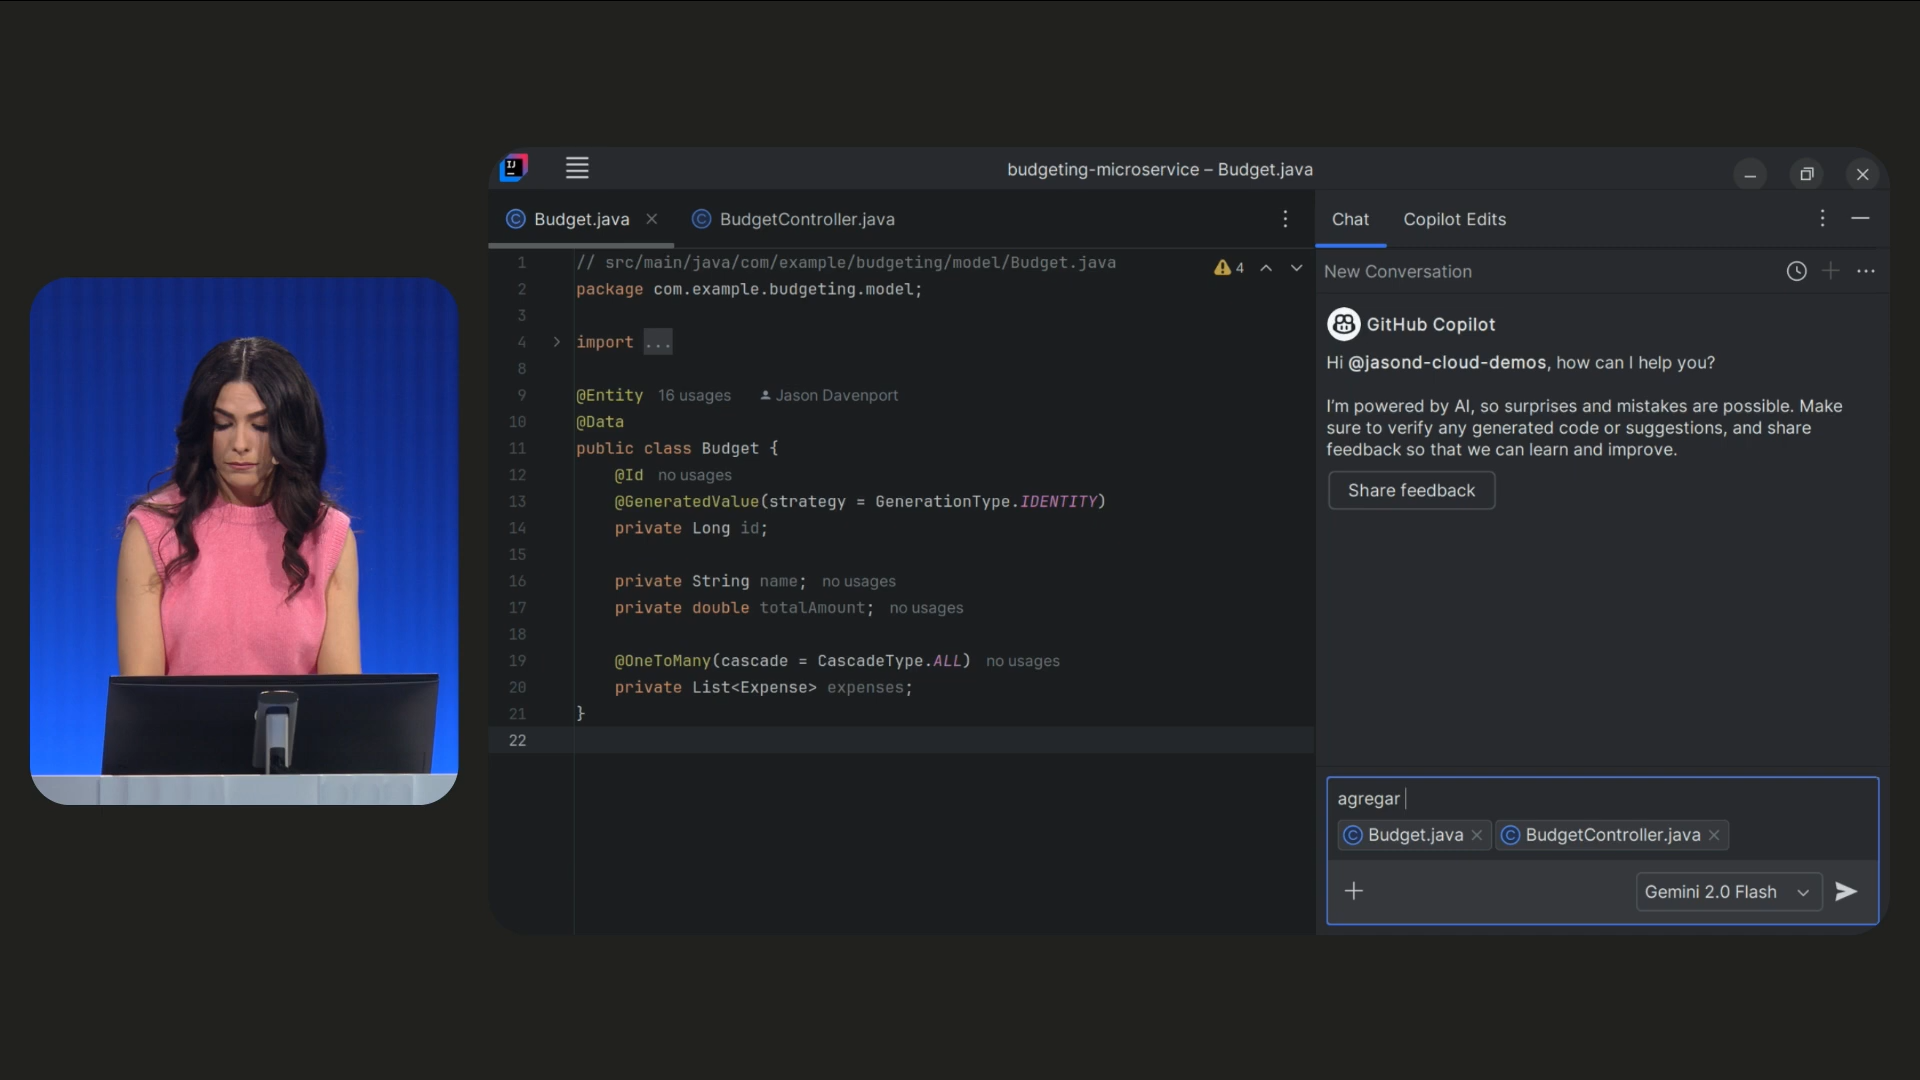 IJ
budgeting-microservice – Budget.java
Budget.java
BudgetController.java
1 // src/main/java/com/example/budgeting/model/Budget.java
4
2 package com.example.budgeting.model;
3
4 import ...
8
9 @Entity 16 usages Jason Davenport
10 @Data
11 public class Budget {
12 @Id no usages
13 @GeneratedValue(strategy = GenerationType.IDENTITY)
14 private Long id;
15
16 private String name; no usages
17 private double totalAmount; no usages
18
19 @OneToMany(cascade = CascadeType.ALL) no usages
20 private List<Expense> expenses;
21 }
22
Chat
Copilot Edits
New Conversation
GitHub Copilot
Hi @jasond-cloud-demos, how can I help you?
I'm powered by AI, so surprises and mistakes are possible. Make
sure to verify any generated code or suggestions, and share
feedback so that we can learn and improve.
Share feedback
agregar
Budget.java
BudgetController.java
Gemini 2.0 Flash